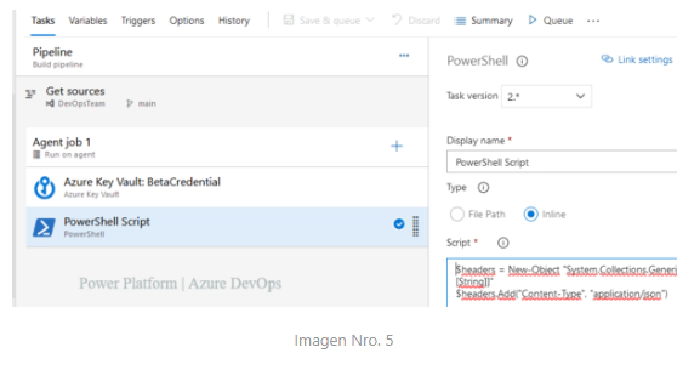 Tasks Variables Triggers Options History Save & queue Discard Summary Queue ...
Pipeline
Build pipeline
...
PowerShell
Link settings
Get sources
DevOpsTeam main
Task version 2.*
Agent job 1
Run on agent
+
Display name *
PowerShell Script
Azure Key Vault: BetaCredential
Azure Key Vault
Type
File Path Inline
PowerShell Script
PowerShell
Script *
$headers = New-Object "System.Collections.Generi
[String]]"
$headers.Add("Content-Type", "application/json")
Power Platform | Azure DevOps
Imagen Nro. 5